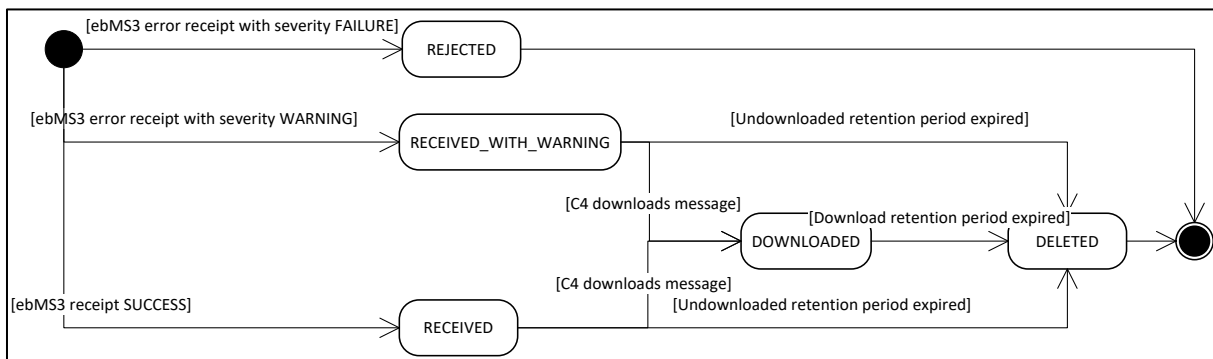 [ebMS3 error receipt with severity FAILURE]
REJECTED
[ebMS3 error receipt with severity WARNING]
[Undownloaded retention period expired]
RECEIVED_WITH_WARNING
[C4 downloads message]
[Download retention period expired]
DOWNLOADED
DELETED
[C4 downloads message]
[ebMS3 receipt SUCCESS]
[Undownloaded retention period expired]
RECEIVED